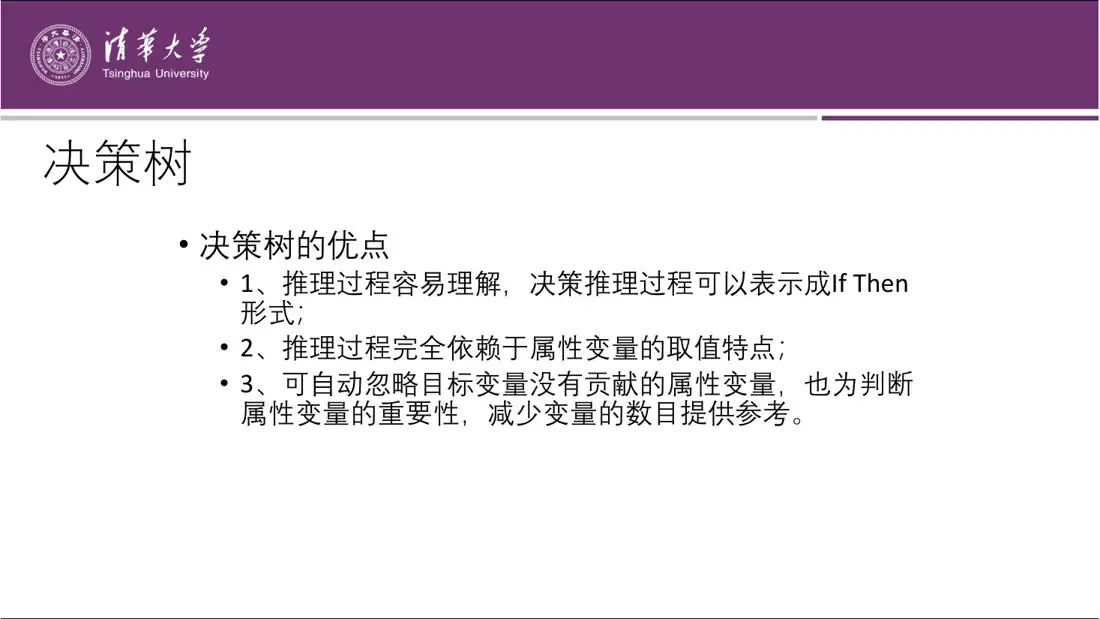 清华大学
Tsinghua University
决策树
• 决策树的优点
• 1、推理过程容易理解，决策推理过程可以表示成If Then
形式；
• 2、推理过程完全依赖于属性变量的取值特点；
• 3、可自动忽略目标变量没有贡献的属性变量，也为判断
属性变量的重要性，减少变量的数目提供参考。